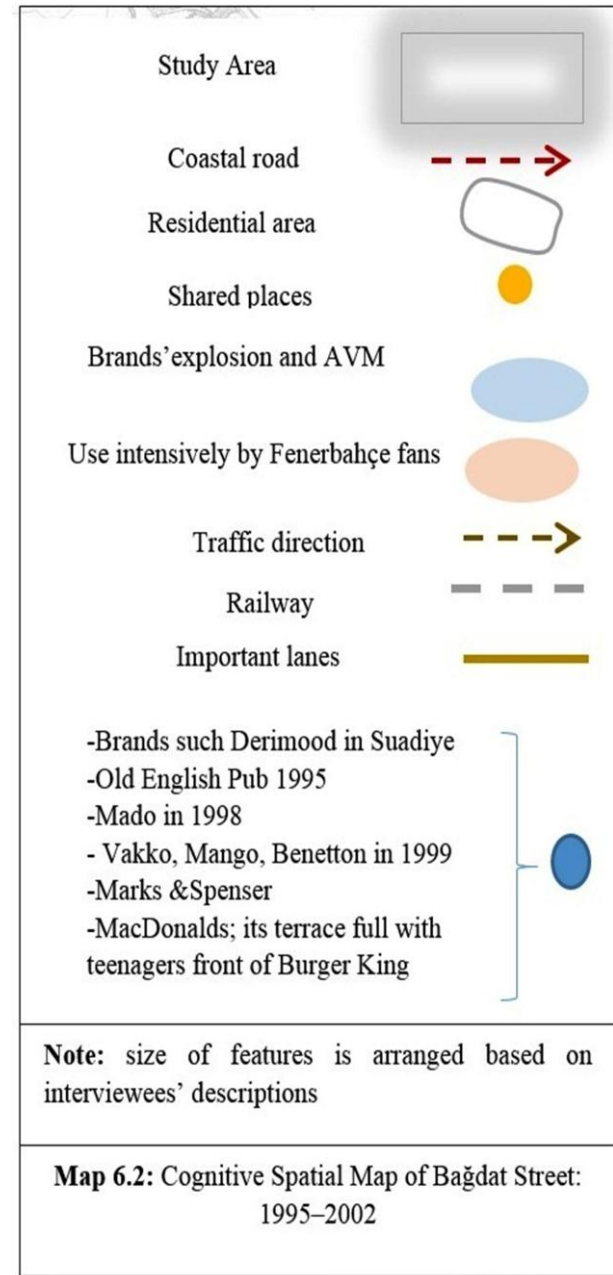 Study Area
Coastal road
Residential area
Shared places
Brands’explosion and AVM
Use intensively by Fenerbahçe fans
Traffic direction
Railway
Important lanes
-Brands such Derimood in Suadiye
-Old English Pub 1995
-Mado in 1998
- Vakko, Mango, Benetton in 1999
-Marks &Spenser
-MacDonalds; its terrace full with
teenagers front of Burger King
Note: size of features is arranged based on
interviewees’ descriptions
Map 6.2: Cognitive Spatial Map of Bağdat Street:
1995–2002